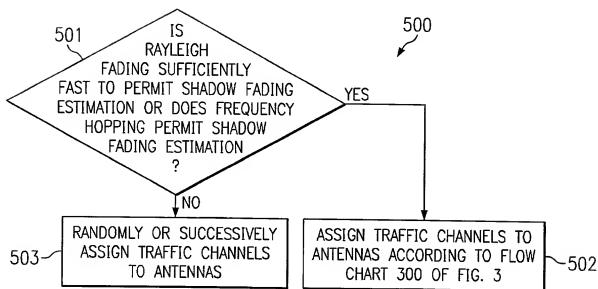 500
501
IS
RAYLEIGH
FADING SUFFICIENTLY
FAST TO PERMIT SHADOW FADING
ESTIMATION OR DOES FREQUENCY
HOPPING PERMIT SHADOW
FADING ESTIMATION
?
YES
NO
RANDOMLY OR SUCCESSIVELY
ASSIGN TRAFFIC CHANNELS
TO ANTENNAS
503
ASSIGN TRAFFIC CHANNELS TO
ANTENNAS ACCORDING TO FLOW
CHART 300 OF FIG. 3
502